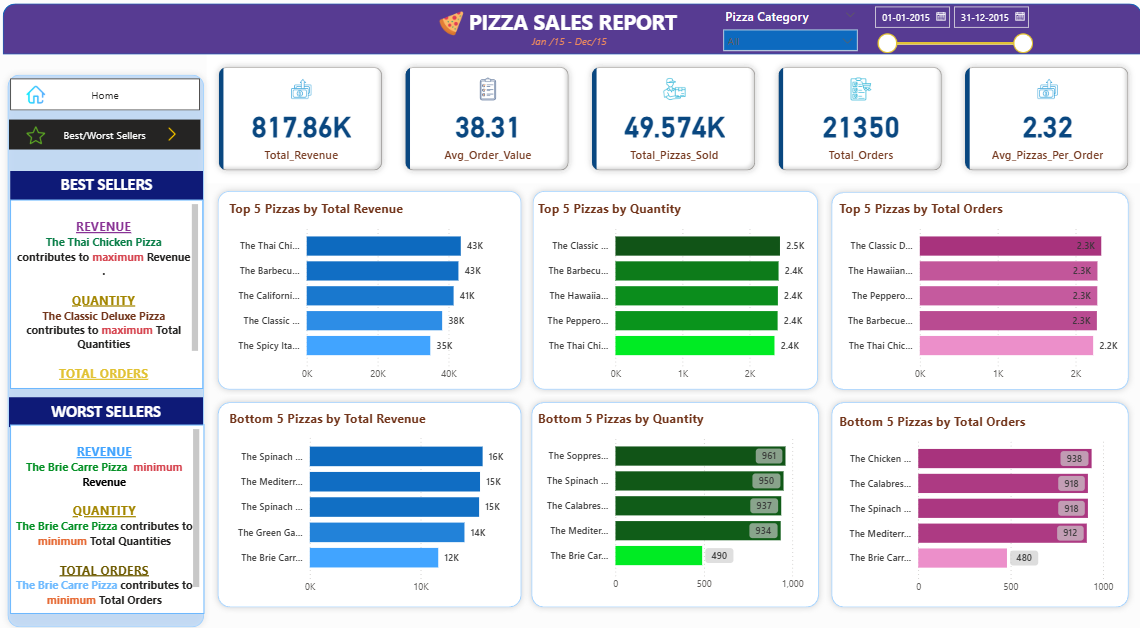 PIZZA SALES REPORT
Jan /15 - Dec/15
Pizza Category
All
01-01-2015
31-12-2015
Home
Best/Worst Sellers
BEST SELLERS
REVENUE
The Thai Chicken Pizza
contributes to maximum Revenue
.
QUANTITY
The Classic Deluxe Pizza
contributes to maximum Total
Quantities
TOTAL ORDERS
WORST SELLERS
REVENUE
The Brie Carre Pizza minimum
Revenue
QUANTITY
The Brie Carre Pizza contributes to
minimum Total Quantities
TOTAL ORDERS
The Brie Carre Pizza contributes to
minimum Total Orders
817.86K
Total_Revenue
38.31
Avg_Order_Value
49.574K
Total_Pizzas_Sold
21350
Total_Orders
2.32
Avg_Pizzas_Per_Order
Top 5 Pizzas by Total Revenue
The Thai Chi... 43K
The Barbecu... 43K
The Californi... 41K
The Classic ... 38K
The Spicy Ita... 35K
0K 20K 40K
Top 5 Pizzas by Quantity
The Classic ... 2.5K
The Barbecu... 2.4K
The Hawaiia... 2.4K
The Peppero... 2.4K
The Thai Chi... 2.4K
0K 1K 2K
Top 5 Pizzas by Total Orders
The Classic D... 2.3K
The Hawaiian... 2.3K
The Peppero... 2.3K
The Barbecue... 2.3K
The Thai Chic... 2.2K
0K 1K 2K
Bottom 5 Pizzas by Total Revenue
The Spinach ... 16K
The Mediterr... 15K
The Spinach ... 15K
The Green Ga... 14K
The Brie Carr... 12K
0K 10K
Bottom 5 Pizzas by Quantity
The Soppres... 961
The Spinach ... 950
The Calabres... 937
The Mediter... 934
The Brie Car... 490
0 500 1,000
Bottom 5 Pizzas by Total Orders
The Chicken ... 938
The Calabres... 918
The Spinach ... 918
The Mediterr... 912
The Brie Carr... 480
0 500 1000